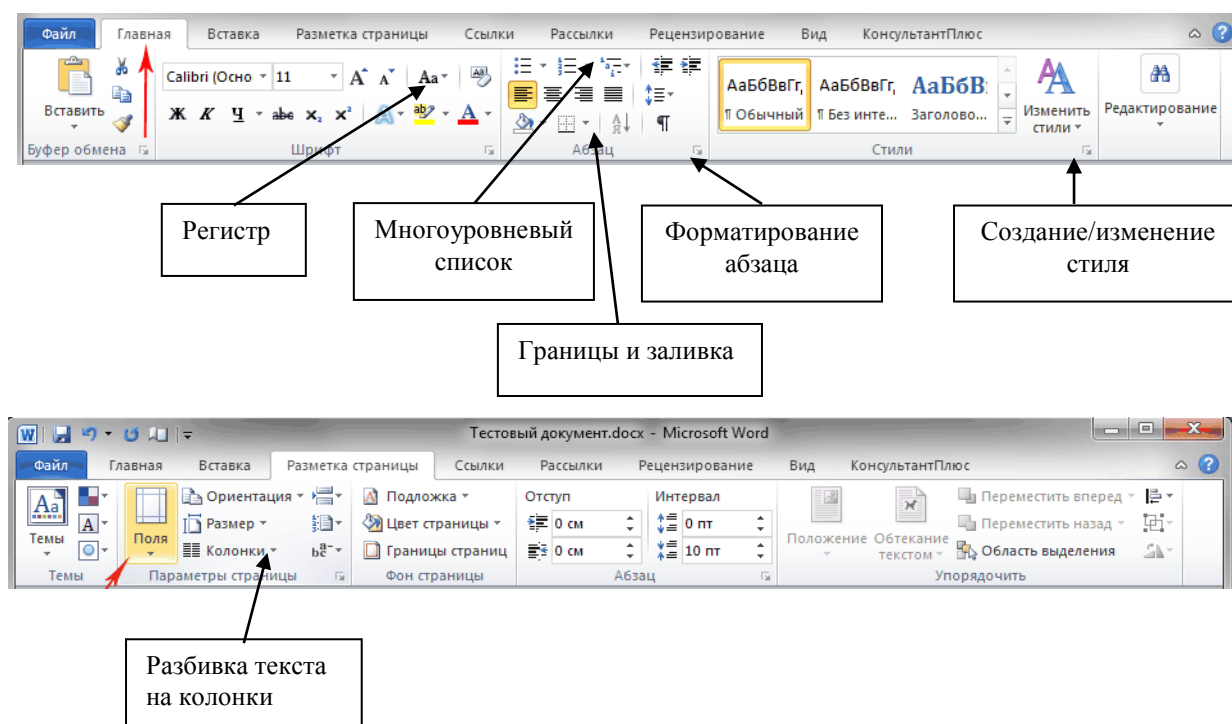 Файл Главная Вставка Разметка страницы Ссылки Рассылки Рецензирование Вид КонсультантПлюс
Calibri (Осно 11 Aa
Вставить
Ж К Ч abc x₂ x² A ab A
АаБбВвГг, АаБбВвГг, АаБбВ
¶ Обычный ¶ Без инте... Заголово...
Изменить стили
Редактирование
Буфер обмена Шрифт Абзац Стили
Регистр
Многоуровневый
список
Форматирование
абзаца
Создание/изменение
стиля
Границы и заливка
Тестовый документ.docx - Microsoft Word
Файл Главная Вставка Разметка страницы Ссылки Рассылки Рецензирование Вид КонсультантПлюс
Темы
Поля
Ориентация
Размер
Колонки
Подложка
Цвет страницы
Границы страниц
Отступ
0 см
0 см
Интервал
0 пт
10 пт
Положение
Обтекание
текстом
Переместить вперед
Переместить назад
Область выделения
Темы Параметры страницы Фон страницы Абзац Упорядочить
Разбивка текста
на колонки